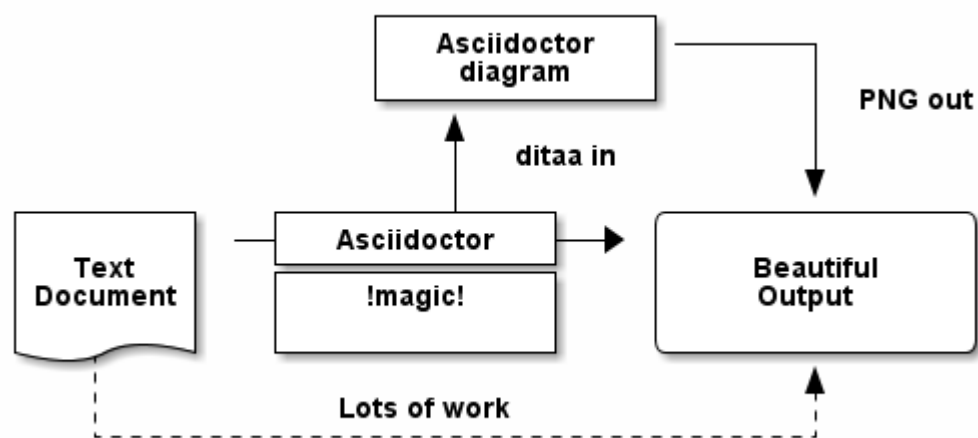 Asciidoctor
diagram
PNG out
ditaa in
Text
Document
Asciidoctor
!magic!
Beautiful
Output
Lots of work